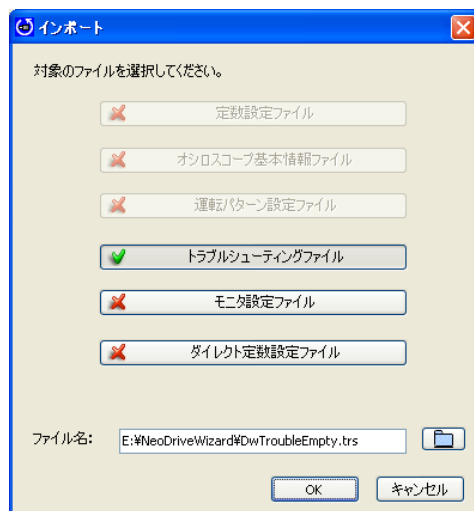 インポート
対象のファイルを選択してください。
定数設定ファイル
オシロスコープ基本情報ファイル
運転パターン設定ファイル
トラブルシューティングファイル
モニタ設定ファイル
ダイレクト定数設定ファイル
ファイル名: E:¥NeoDriveWizard¥DwTroubleEmpty.trs
OK キャンセル